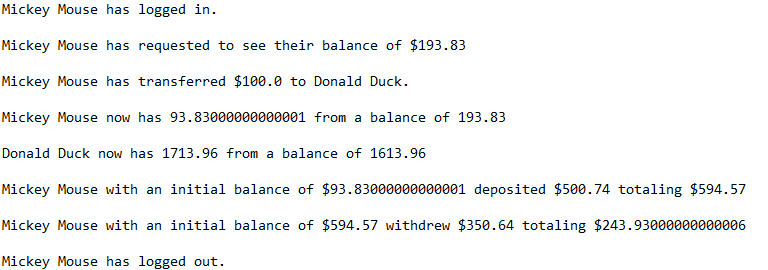 Mickey Mouse has logged in.
Mickey Mouse has requested to see their balance of $193.83
Mickey Mouse has transferred $100.0 to Donald Duck.
Mickey Mouse now has 93.83000000000001 from a balance of 193.83
Donald Duck now has 1713.96 from a balance of 1613.96
Mickey Mouse with an initial balance of $93.83000000000001 deposited $500.74 totaling $594.57
Mickey Mouse with an initial balance of $594.57 withdrew $350.64 totaling $243.93000000000006
Mickey Mouse has logged out.